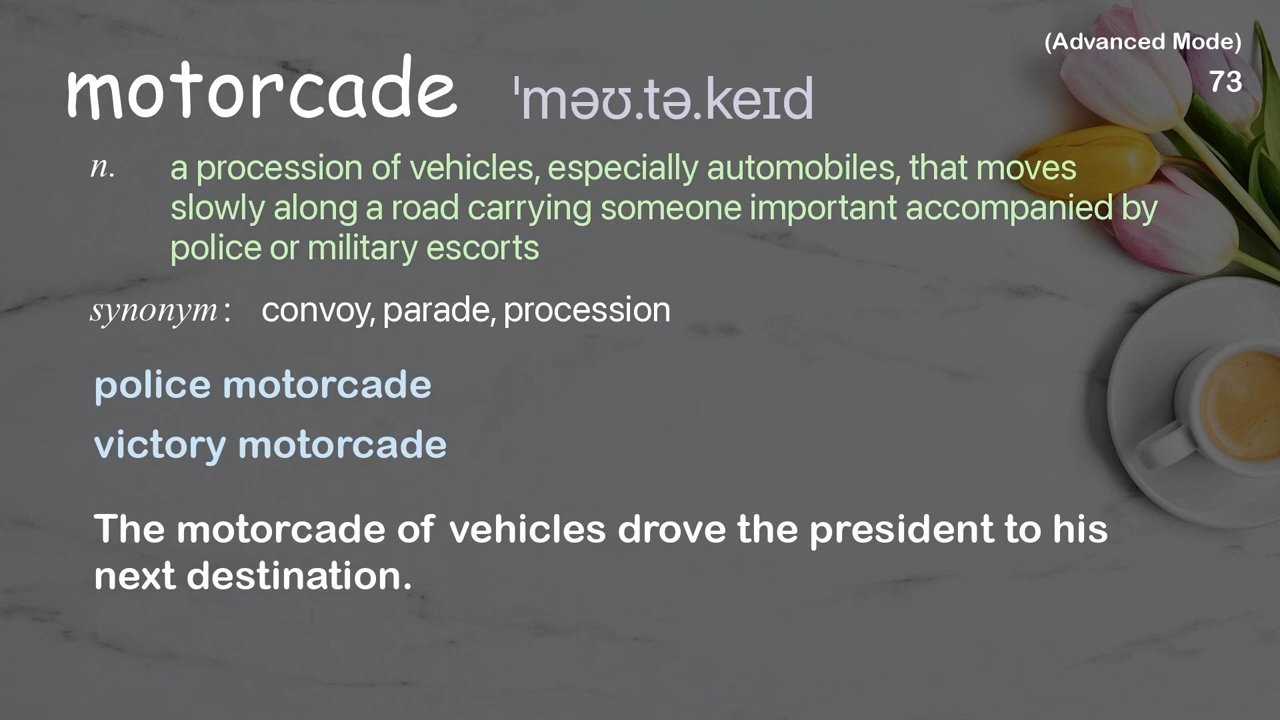 (Advanced Mode)
motorcade ˈməʊ.tə.keɪd
73
n. a procession of vehicles, especially automobiles, that moves
slowly along a road carrying someone important accompanied by
police or military escorts
synonym: convoy, parade, procession
police motorcade
victory motorcade
The motorcade of vehicles drove the president to his
next destination.